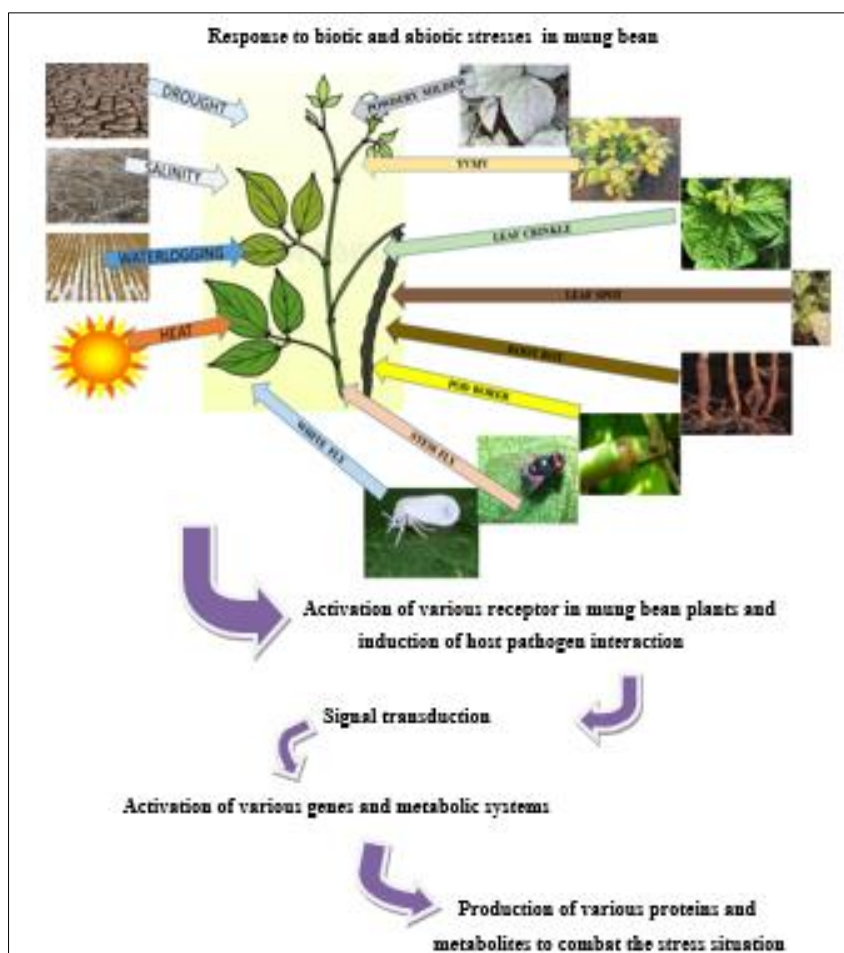 Response to biotic and abiotic stresses in mung bean
DROUGHT
POWDERY MILDEW
SALINITY
YYMV
LEAF CRINKLE
WATERLOGGING
LEAF SPOT
HEAT
ROOT ROT
POD BORER
WHITE FLY
STEM FLY
Activation of various receptor in mung bean plants and
induction of host pathogen interaction
Signal transduction
Activation of various genes and metabolic systems
Production of various proteins and
metabolites to combat the stress situation